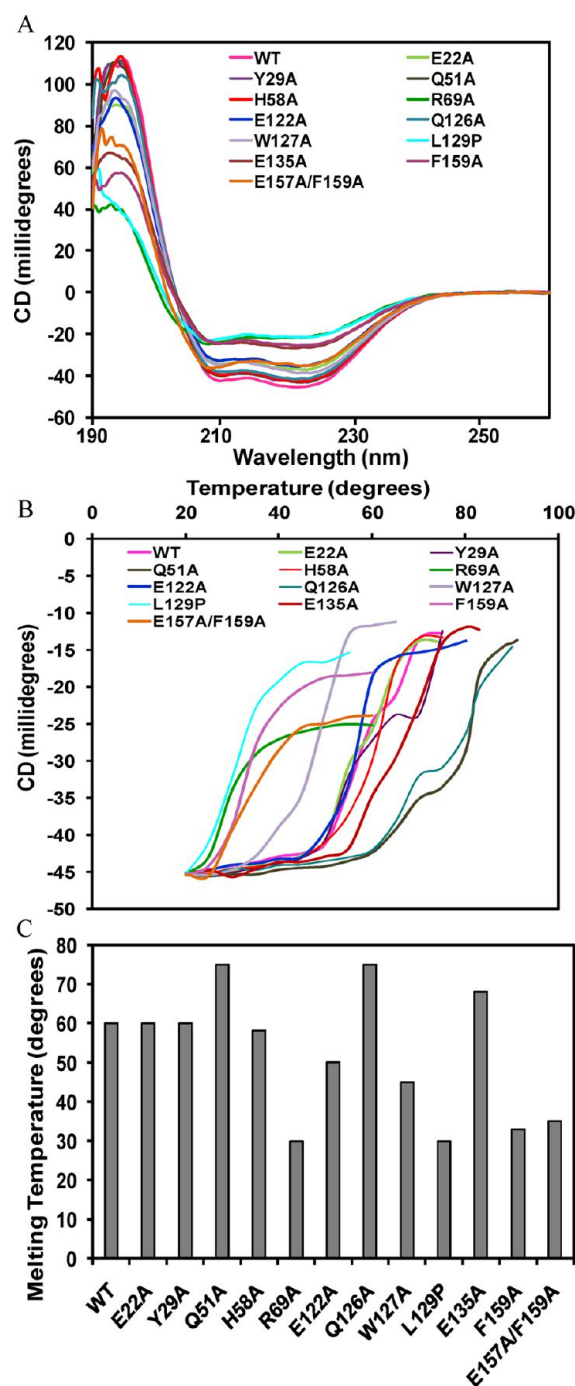 A
120
100
80
60
40
20
0
-20
-40
-60
CD (millidegrees)
WT E22A
Y29A Q51A
H58A R69A
E122A Q126A
W127A L129P
E135A F159A
E157A/F159A
190 210 230 250
Wavelength (nm)
Temperature (degrees)
B
0 20 40 60 80 100
0
-5
-10
-15
-20
-25
-30
-35
-40
-45
-50
CD (millidegrees)
WT E22A Y29A
Q51A H58A R69A
E122A Q126A W127A
L129P E135A F159A
E157A/F159A
C
80
70
60
50
40
30
20
10
0
Melting Temperature (degrees)
WT
E22A
Y29A
Q51A
H58A
R69A
E122A
Q126A
W127A
L129P
E135A
F159A
E157A/F159A